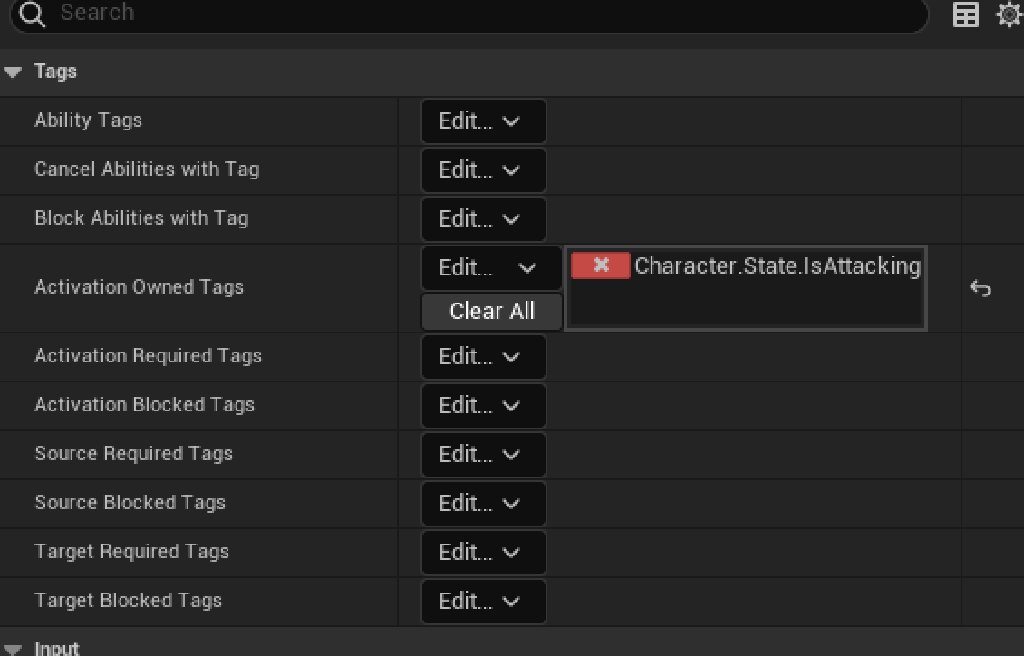 Search
Tags
Ability Tags
Edit...
Cancel Abilities with Tag
Edit...
Block Abilities with Tag
Edit...
Activation Owned Tags
Edit...
Clear All
Character.State.IsAttacking
Activation Required Tags
Edit...
Activation Blocked Tags
Edit...
Source Required Tags
Edit...
Source Blocked Tags
Edit...
Target Required Tags
Edit...
Target Blocked Tags
Edit...
Input